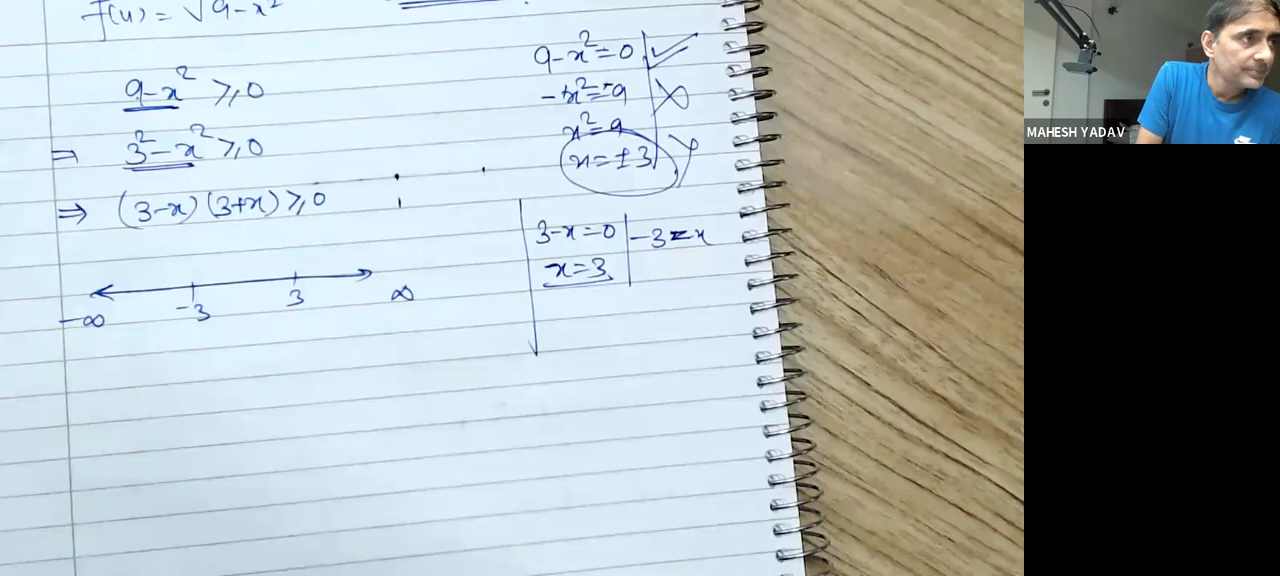 f(x) = √9-x²
9-x² ≥ 0
⇒ 3²-x² ≥ 0
⇒ (3-x) (3+x) ≥ 0
-∞ -3 3 ∞
9-x²=0
-x²=-9
x²=9
x=±3
3-x=0 -3=x
x=3
MAHESH YADAV